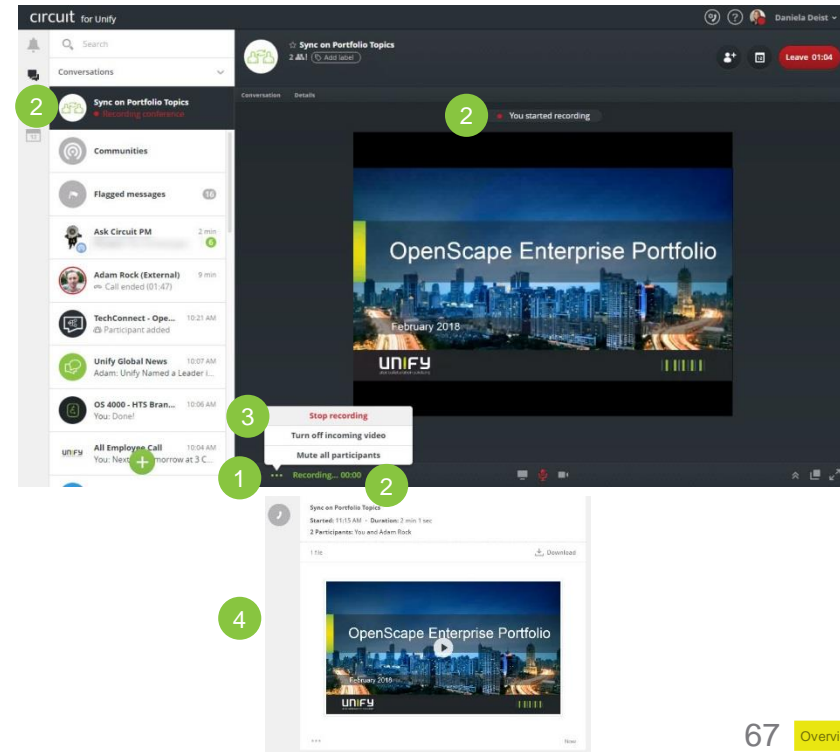 circuit for Unify
Daniela Deist
Search
Conversations
2
Sync on Portfolio Topics
Recording conference
Communities
Flagged messages 16
Ask Circuit PM 2 min
6
Adam Rock (External) 9 min
Call ended (01:47)
TechConnect - Ope... 10:21 AM
Participant added
Unify Global News 10:07 AM
Adam: Unify Named a Leader i...
OS 4000 - HTS Bran... 10:06 AM
You: Done!
UNIFY
All Employee Call 10:04 AM
You: Next morrow at 3 C...
Sync on Portfolio Topics
2 Add label
Leave 01:04
Conversation Details
2
You started recording
OpenScape Enterprise Portfolio
February 2018
UNIFY
3
Stop recording
Turn off incoming video
Mute all participants
1
Recording... 00:00
2
Sync on Portfolio Topics
Started: 11:15 AM - Duration: 2 min 1 sec
2 Participants: You and Adam Rock
1 file Download
4
OpenScape Enterprise Portfolio
February 2018
UNIFY
Now
67 Overvi